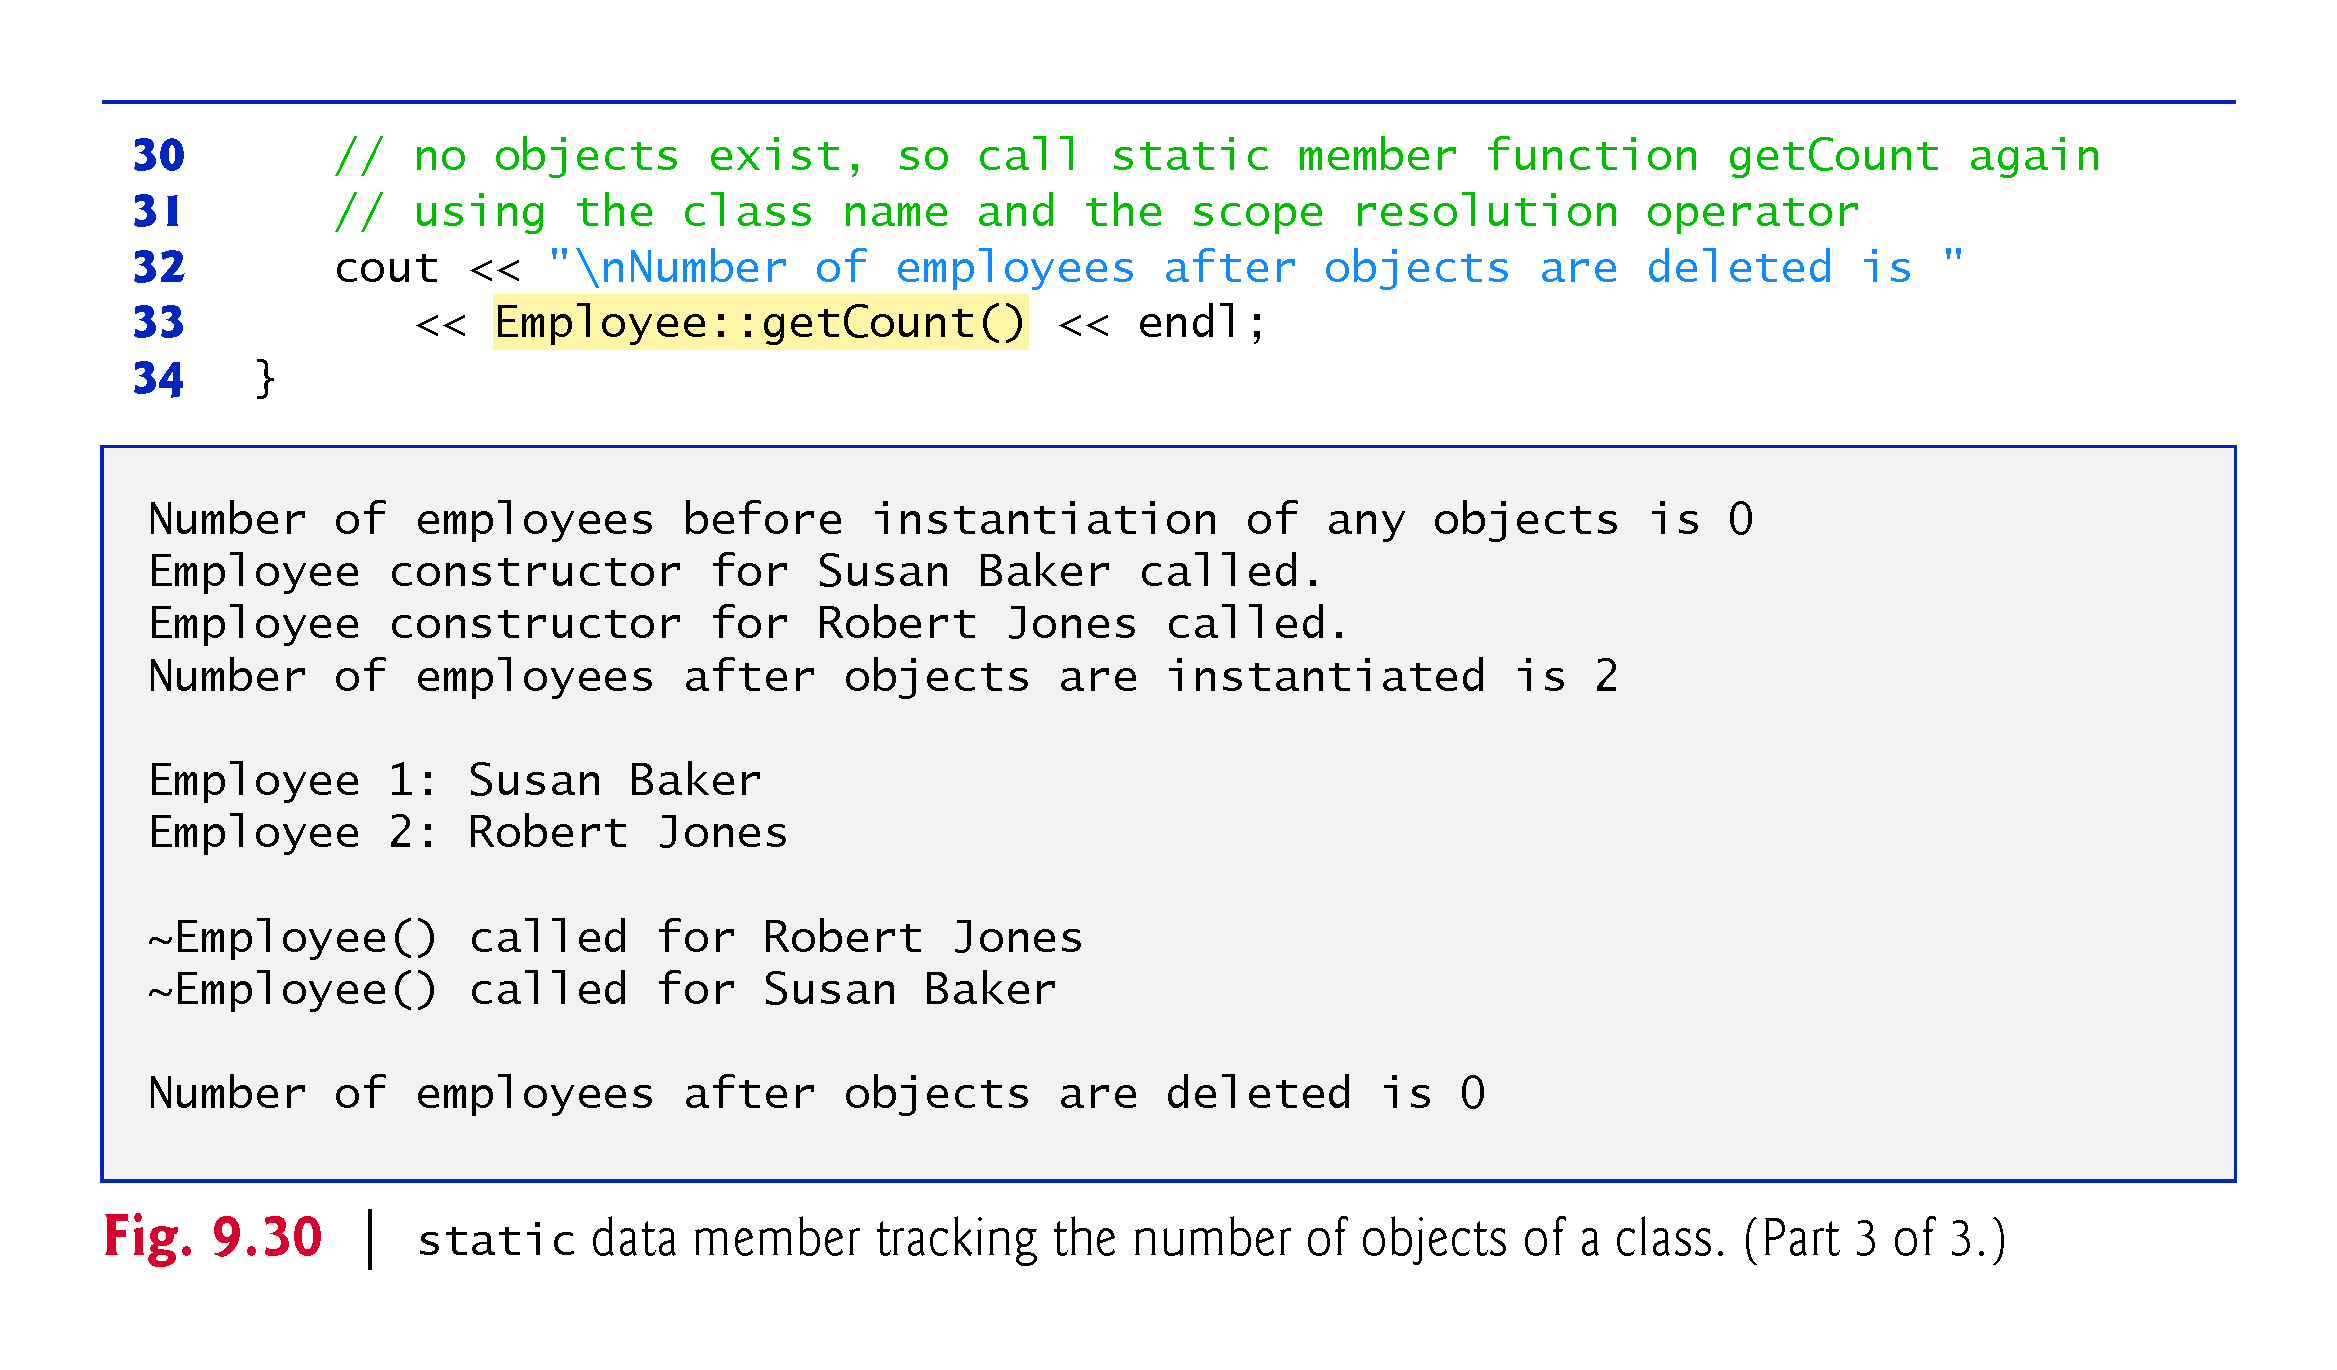 30 // no objects exist, so call static member function getCount again
31 // using the class name and the scope resolution operator
32 cout << "\nNumber of employees after objects are deleted is "
33 << Employee::getCount() << endl;
34 }
Number of employees before instantiation of any objects is 0
Employee constructor for Susan Baker called.
Employee constructor for Robert Jones called.
Number of employees after objects are instantiated is 2
Employee 1: Susan Baker
Employee 2: Robert Jones
~Employee() called for Robert Jones
~Employee() called for Susan Baker
Number of employees after objects are deleted is 0
Fig. 9.30 | static data member tracking the number of objects of a class. (Part 3 of 3.)